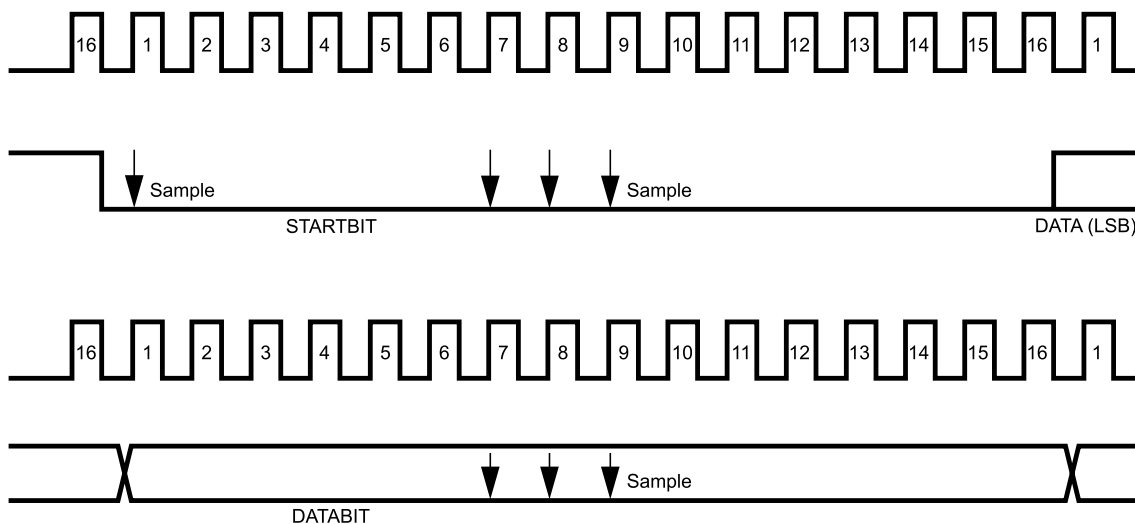 16 1 2 3 4 5 6 7 8 9 10 11 12 13 14 15 16 1
Sample Sample
STARTBIT DATA (LSB)
16 1 2 3 4 5 6 7 8 9 10 11 12 13 14 15 16 1
Sample
DATABIT